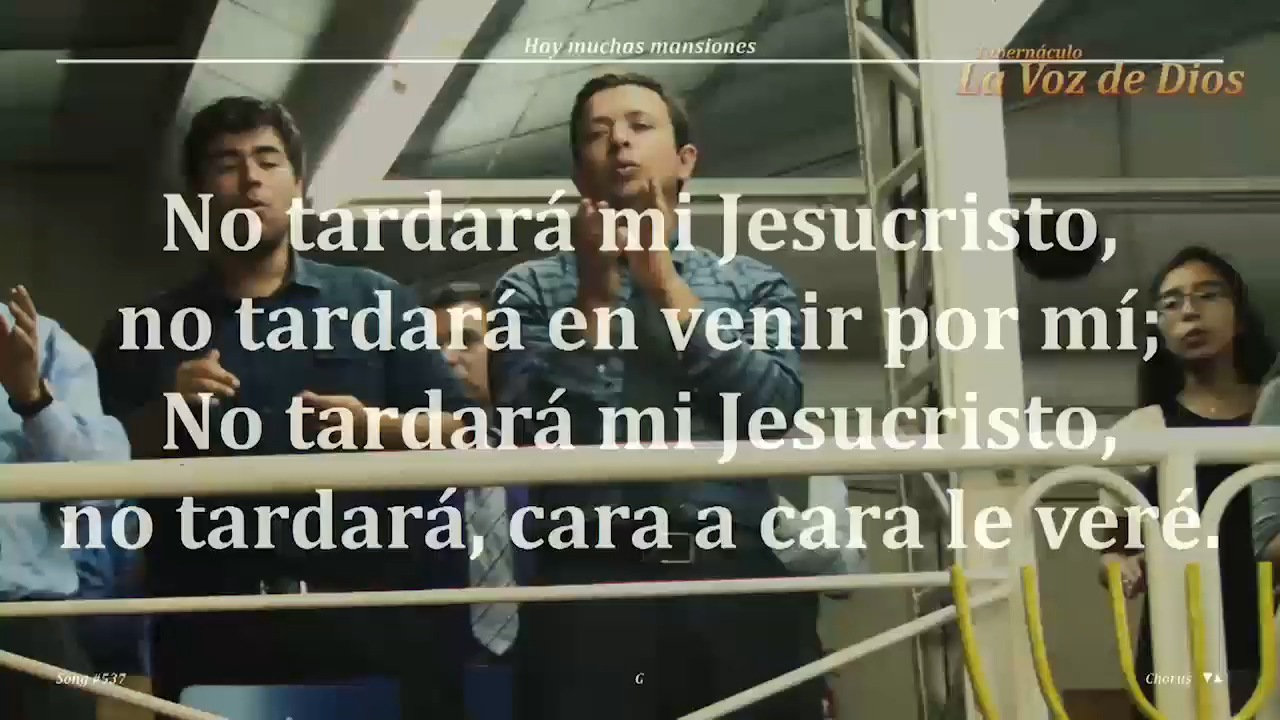 Hay muchas mansiones
Tabernáculo
La Voz de Dios
No tardará mi Jesucristo,
no tardará en venir por mí;
No tardará mi Jesucristo,
no tardará, cara a cara le veré.
Song #537
G
Chorus ▼▲